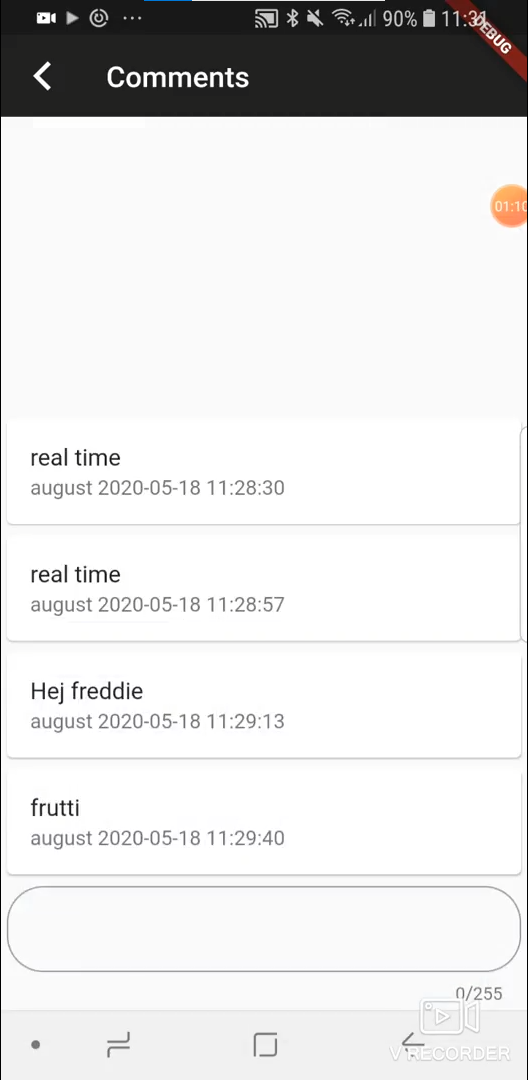 90% 11:31
DEBUG
Comments
01:10
real time
august 2020-05-18 11:28:30
real time
august 2020-05-18 11:28:57
Hej freddie
august 2020-05-18 11:29:13
frutti
august 2020-05-18 11:29:40
0/255
V RECORDER